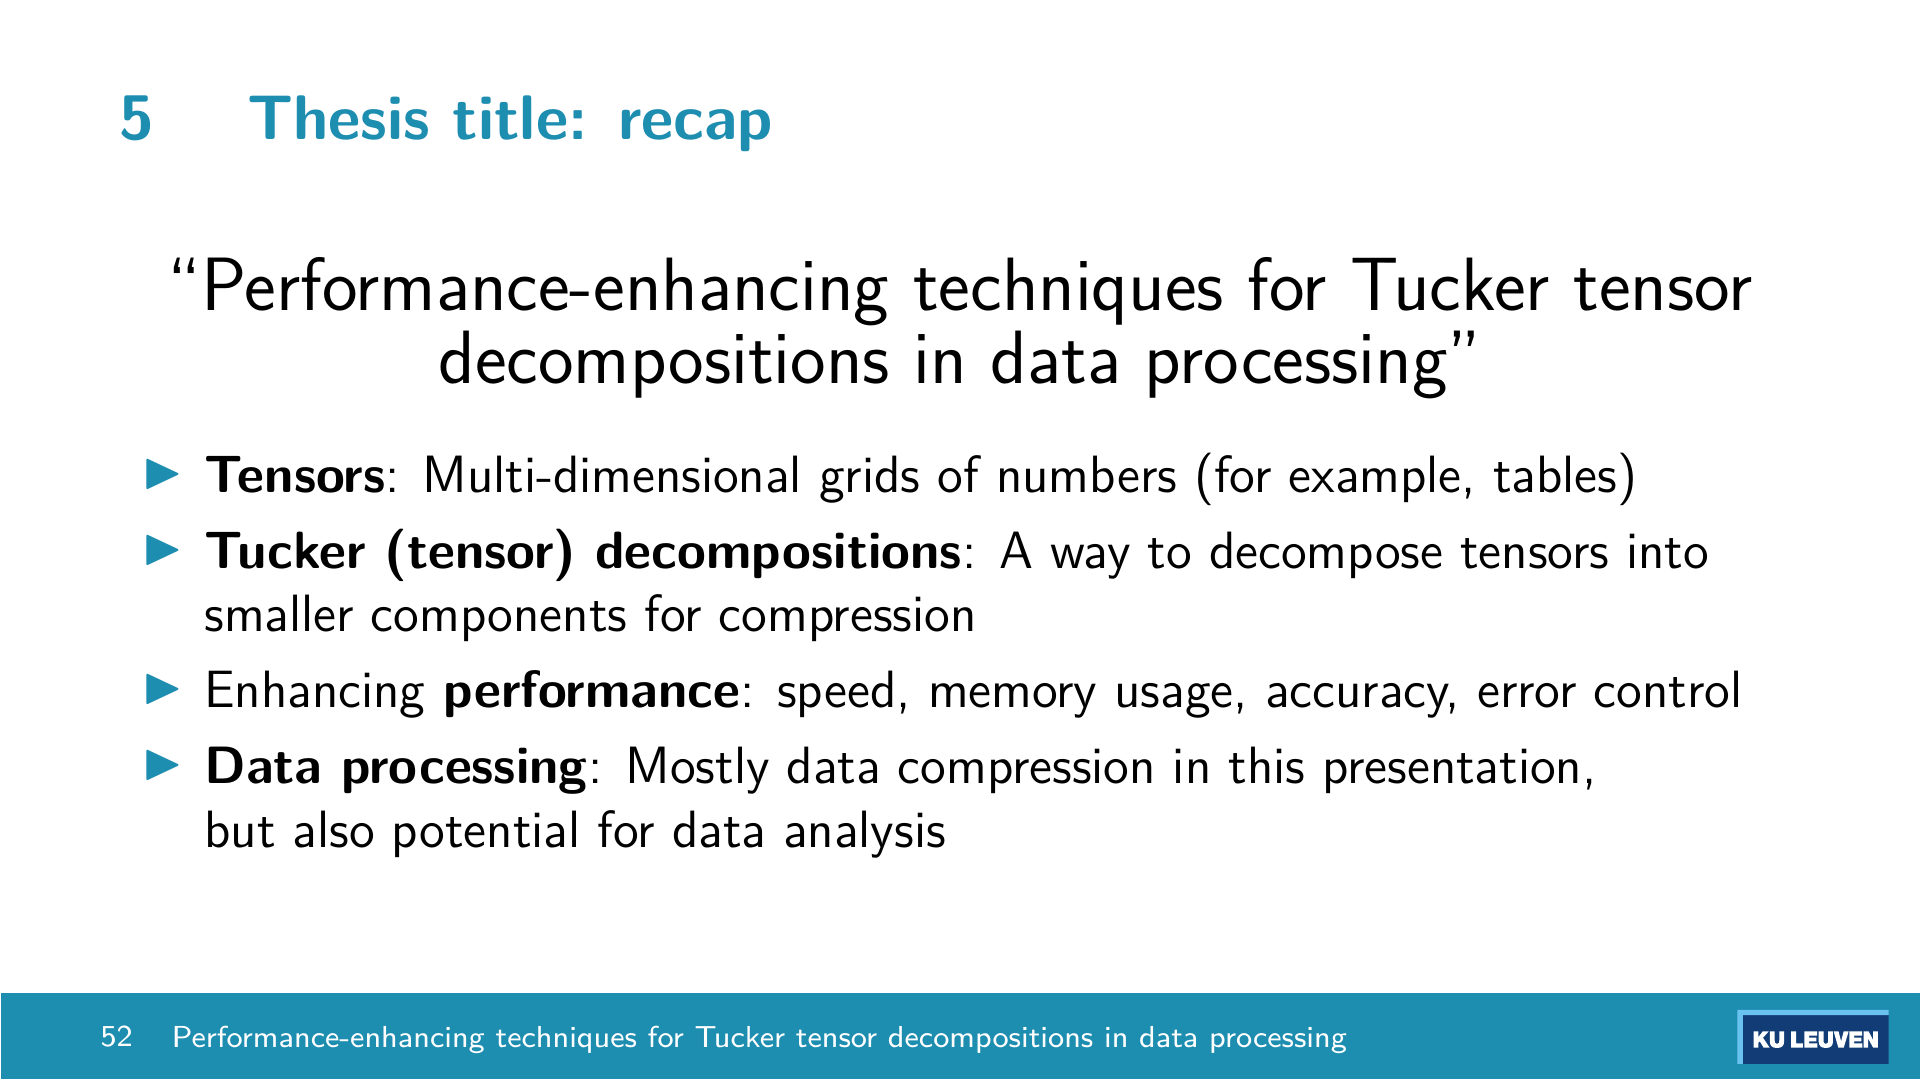 5 Thesis title: recap
“Performance-enhancing techniques for Tucker tensor
decompositions in data processing”
▶ Tensors: Multi-dimensional grids of numbers (for example, tables)
▶ Tucker (tensor) decompositions: A way to decompose tensors into
smaller components for compression
▶ Enhancing performance: speed, memory usage, accuracy, error control
▶ Data processing: Mostly data compression in this presentation,
but also potential for data analysis
52 Performance-enhancing techniques for Tucker tensor decompositions in data processing
KU LEUVEN